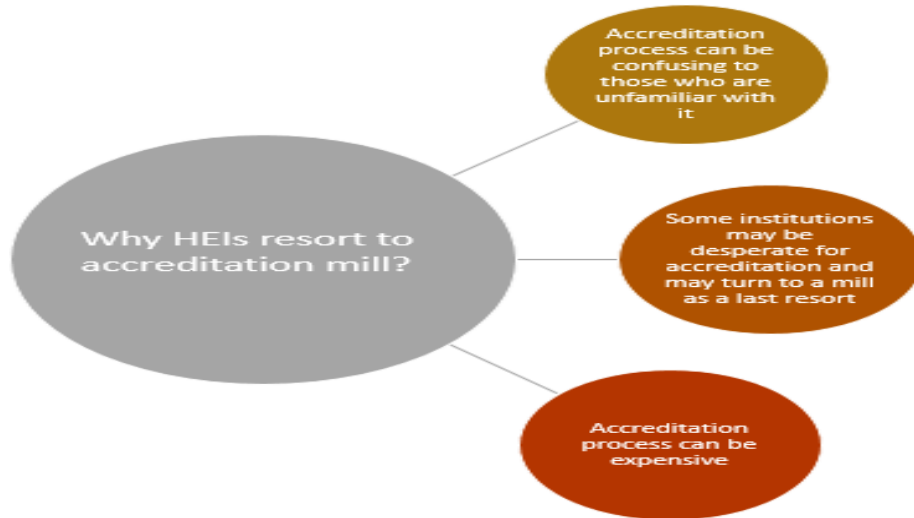 Accreditation
process can be
confusing to
those who are
unfamiliar with
it
Why HEIs resort to
accreditation mill?
Some institutions
may be
desperate for
accreditation and
may turn to a mill
as a last resort
Accreditation
process can be
expensive